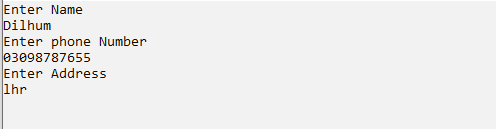 Enter Name
Dilhum
Enter phone Number
03098787655
Enter Address
lhr